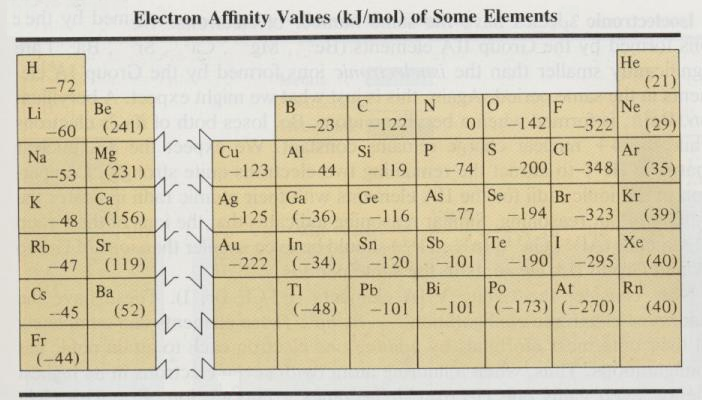 Electron Affinity Values (KJ/mol) of Some Elements
H He
−72 (21)
Li Be B C N O F Ne
−60 (241) −23 −122 0 −142 −322 (29)
Na Mg Cu Al Si P S Cl Ar
−53 (231) −123 −44 −119 −74 −200 −348 (35)
K Ca Ag Ga Ge As Se Br Kr
−48 (156) −125 (−36) −116 −77 −194 −323 (39)
Rb Sr Au In Sn Sb Te I Xe
−47 (119) −222 (−34) −120 −101 −190 −295 (40)
Cs Ba Tl Pb Bi Po At Rn
−45 (52) (−48) −101 −101 (−173) (−270) (40)
Fr
(−44)